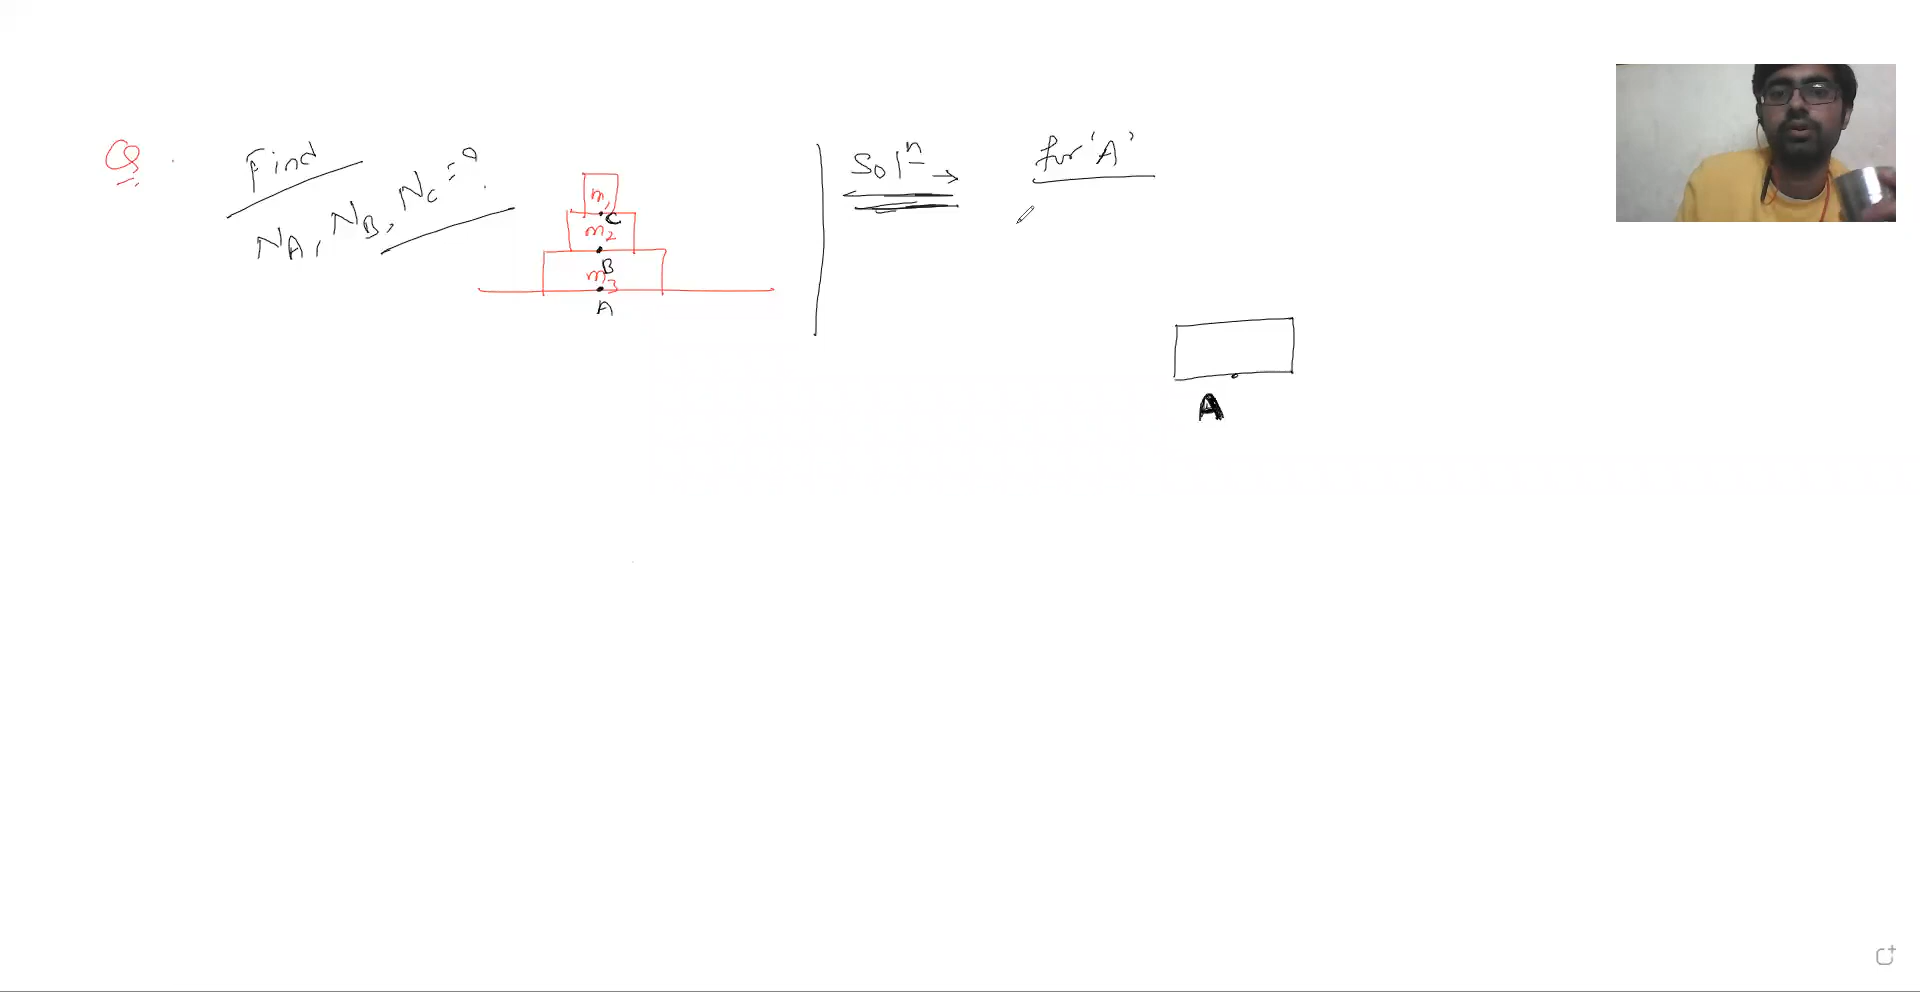 Q.
Find
NA, NB, Nc = ?
m1
C
m2
B
m3
A
Solⁿ →
for 'A'
A